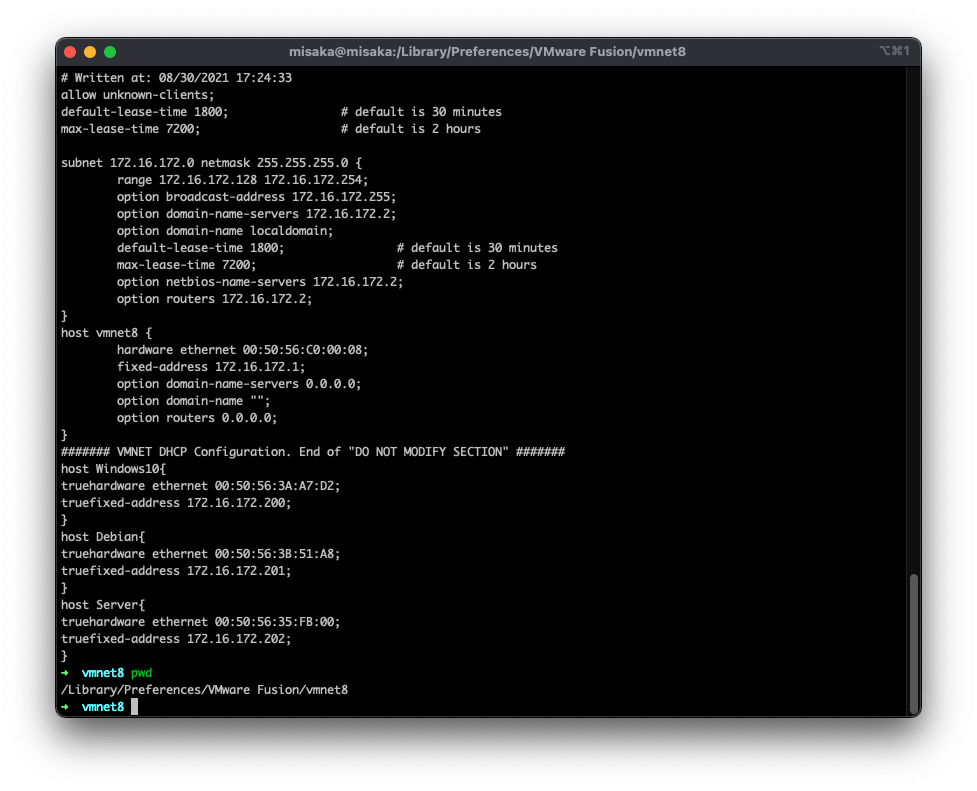 misaka@misaka:/Library/Preferences/VMware Fusion/vmnet8
⌥⌘1
# Written at: 08/30/2021 17:24:33
allow unknown-clients;
default-lease-time 1800;                # default is 30 minutes
max-lease-time 7200;                    # default is 2 hours

subnet 172.16.172.0 netmask 255.255.255.0 {
        range 172.16.172.128 172.16.172.254;
        option broadcast-address 172.16.172.255;
        option domain-name-servers 172.16.172.2;
        option domain-name localdomain;
        default-lease-time 1800;                # default is 30 minutes
        max-lease-time 7200;                    # default is 2 hours
        option netbios-name-servers 172.16.172.2;
        option routers 172.16.172.2;
}
host vmnet8 {
        hardware ethernet 00:50:56:C0:00:08;
        fixed-address 172.16.172.1;
        option domain-name-servers 0.0.0.0;
        option domain-name "";
        option routers 0.0.0.0;
}
####### VMNET DHCP Configuration. End of "DO NOT MODIFY SECTION" #######
host Windows10{
truehardware ethernet 00:50:56:3A:A7:D2;
truefixed-address 172.16.172.200;
}
host Debian{
truehardware ethernet 00:50:56:3B:51:A8;
truefixed-address 172.16.172.201;
}
host Server{
truehardware ethernet 00:50:56:35:FB:00;
truefixed-address 172.16.172.202;
}
➜  vmnet8 pwd
/Library/Preferences/VMware Fusion/vmnet8
➜  vmnet8